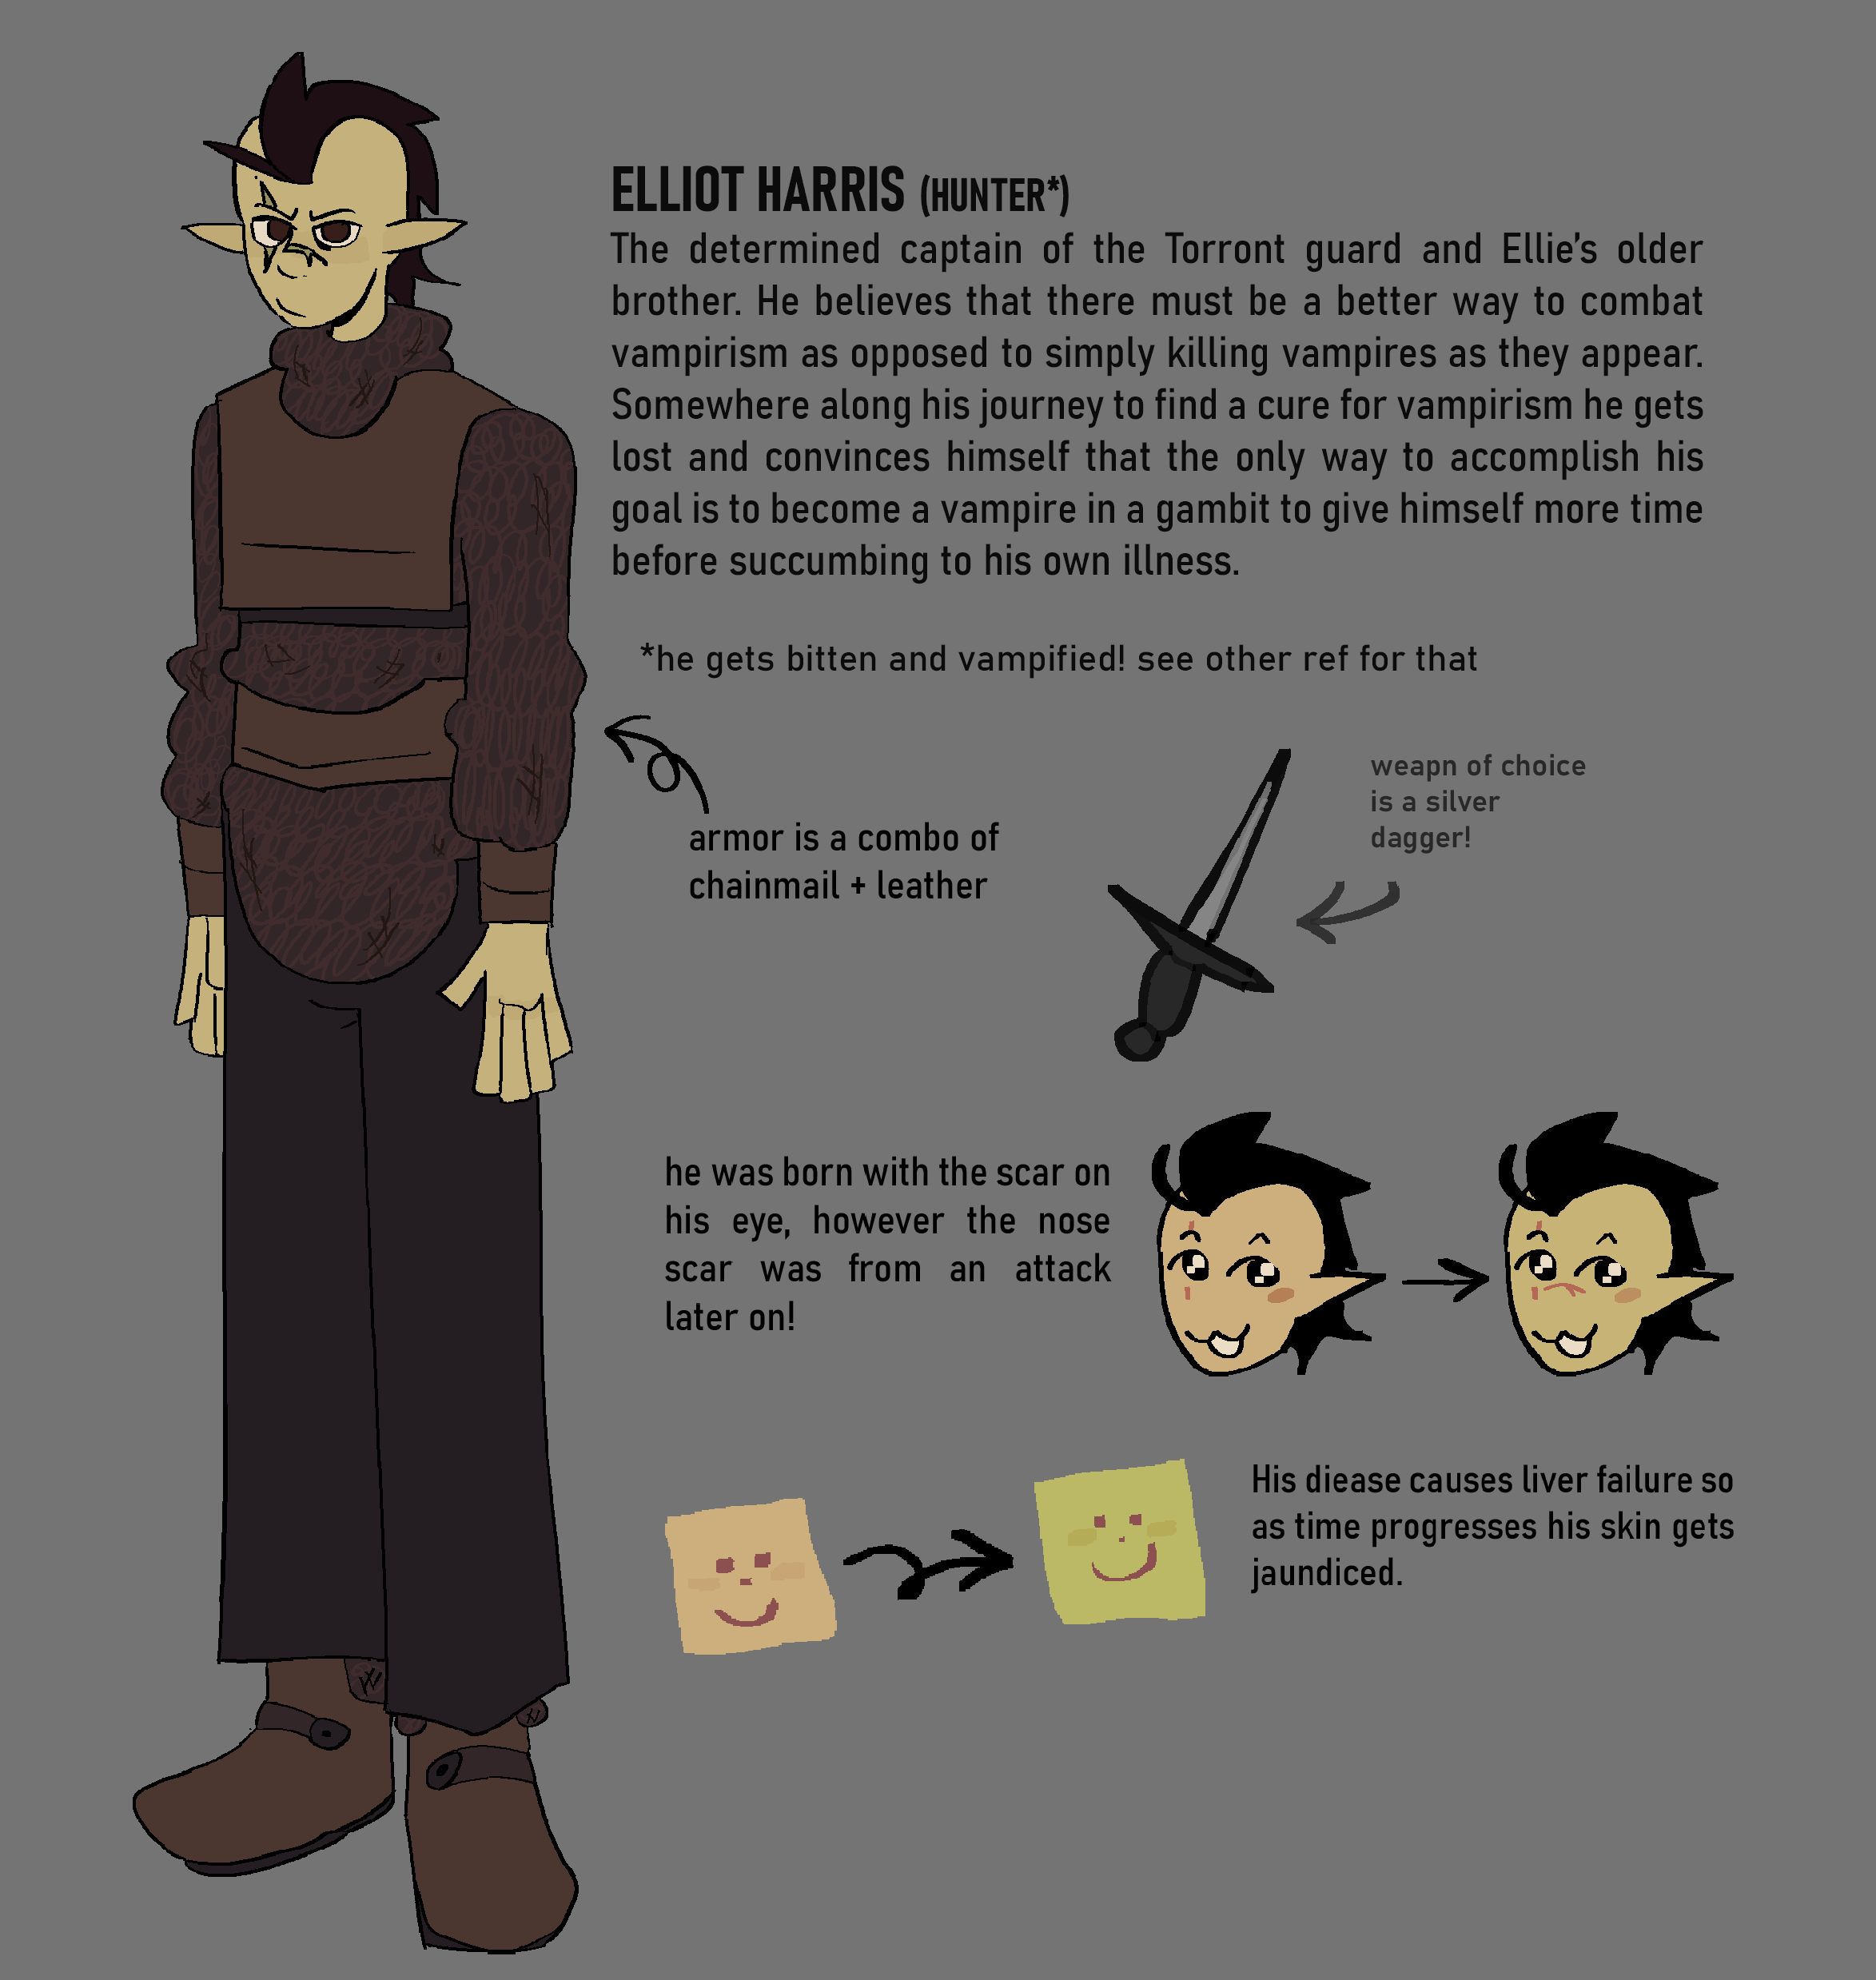 ELLIOT HARRIS (HUNTER*)
The determined captain of the Torront guard and Ellie's older
brother. He believes that there must be a better way to combat
vampirism as opposed to simply killing vampires as they appear.
Somewhere along his journey to find a cure for vampirism he gets
lost and convinces himself that the only way to accomplish his
goal is to become a vampire in a gambit to give himself more time
before succumbing to his own illness.
*he gets bitten and vampified! see other ref for that
armor is a combo of
chainmail + leather
weapn of choice
is a silver
dagger!
he was born with the scar on
his eye, however the nose
scar was from an attack
later on!
His diease causes liver failure so
as time progresses his skin gets
jaundiced.